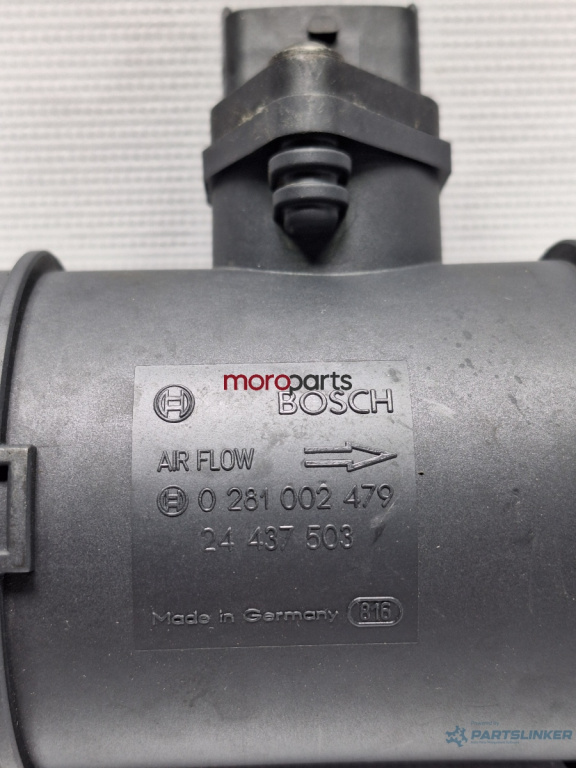 moroparts
BOSCH
AIR FLOW
0 281 002 479
24 437 503
Made in Germany 816
PARTSLINKER